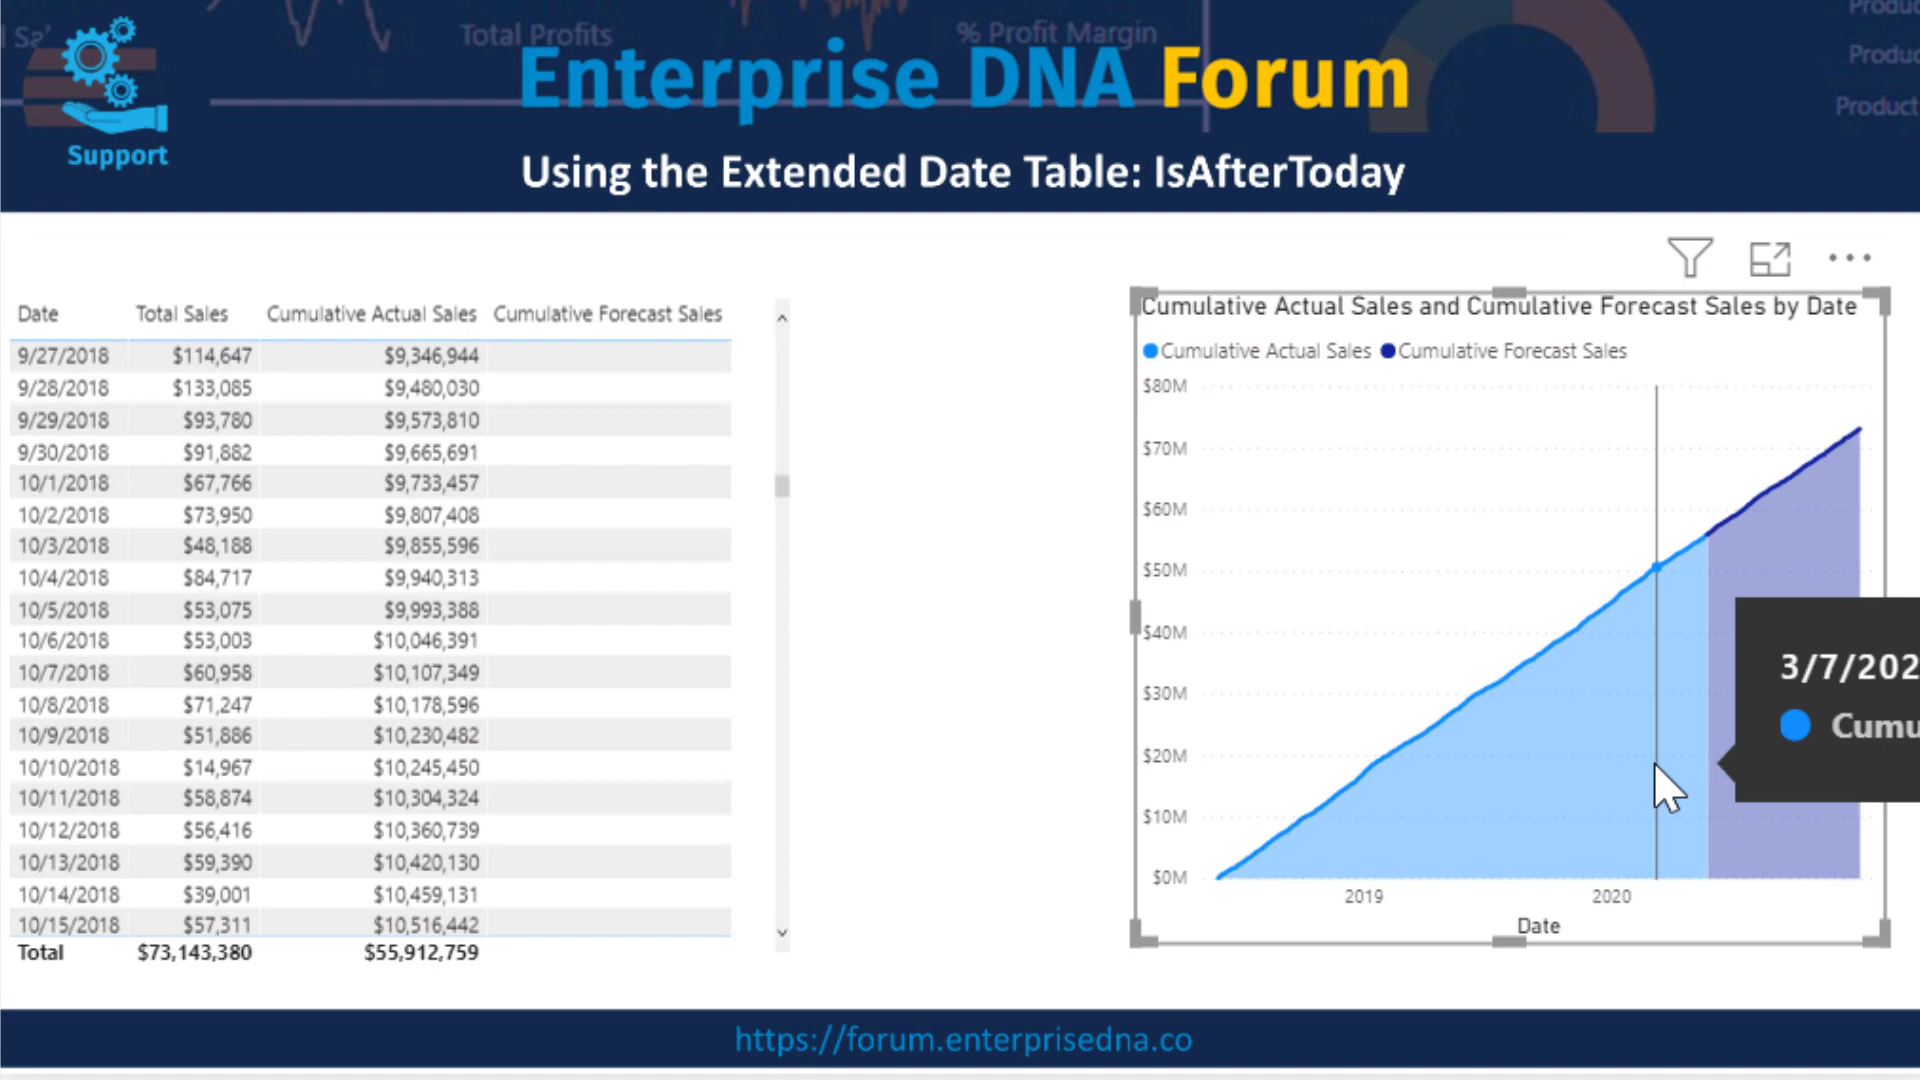 Total Profits
% Profit Margin
Enterprise DNA Forum
Support
Using the Extended Date Table: IsAfterToday
Date Total Sales Cumulative Actual Sales Cumulative Forecast Sales
9/27/2018 $114,647 $9,346,944
9/28/2018 $133,085 $9,480,030
9/29/2018 $93,780 $9,573,810
9/30/2018 $91,882 $9,665,691
10/1/2018 $67,766 $9,733,457
10/2/2018 $73,950 $9,807,408
10/3/2018 $48,188 $9,855,596
10/4/2018 $84,717 $9,940,313
10/5/2018 $53,075 $9,993,388
10/6/2018 $53,003 $10,046,391
10/7/2018 $60,958 $10,107,349
10/8/2018 $71,247 $10,178,596
10/9/2018 $51,886 $10,230,482
10/10/2018 $14,967 $10,245,450
10/11/2018 $58,874 $10,304,324
10/12/2018 $56,416 $10,360,739
10/13/2018 $59,390 $10,420,130
10/14/2018 $39,001 $10,459,131
10/15/2018 $57,311 $10,516,442
Total $73,143,380 $55,912,759
Cumulative Actual Sales and Cumulative Forecast Sales by Date
Cumulative Actual Sales Cumulative Forecast Sales
$80M
$70M
$60M
$50M
$40M
$30M
$20M
$10M
$0M
2019 2020
Date
3/7/202
Cumu
https://forum.enterprisedna.co